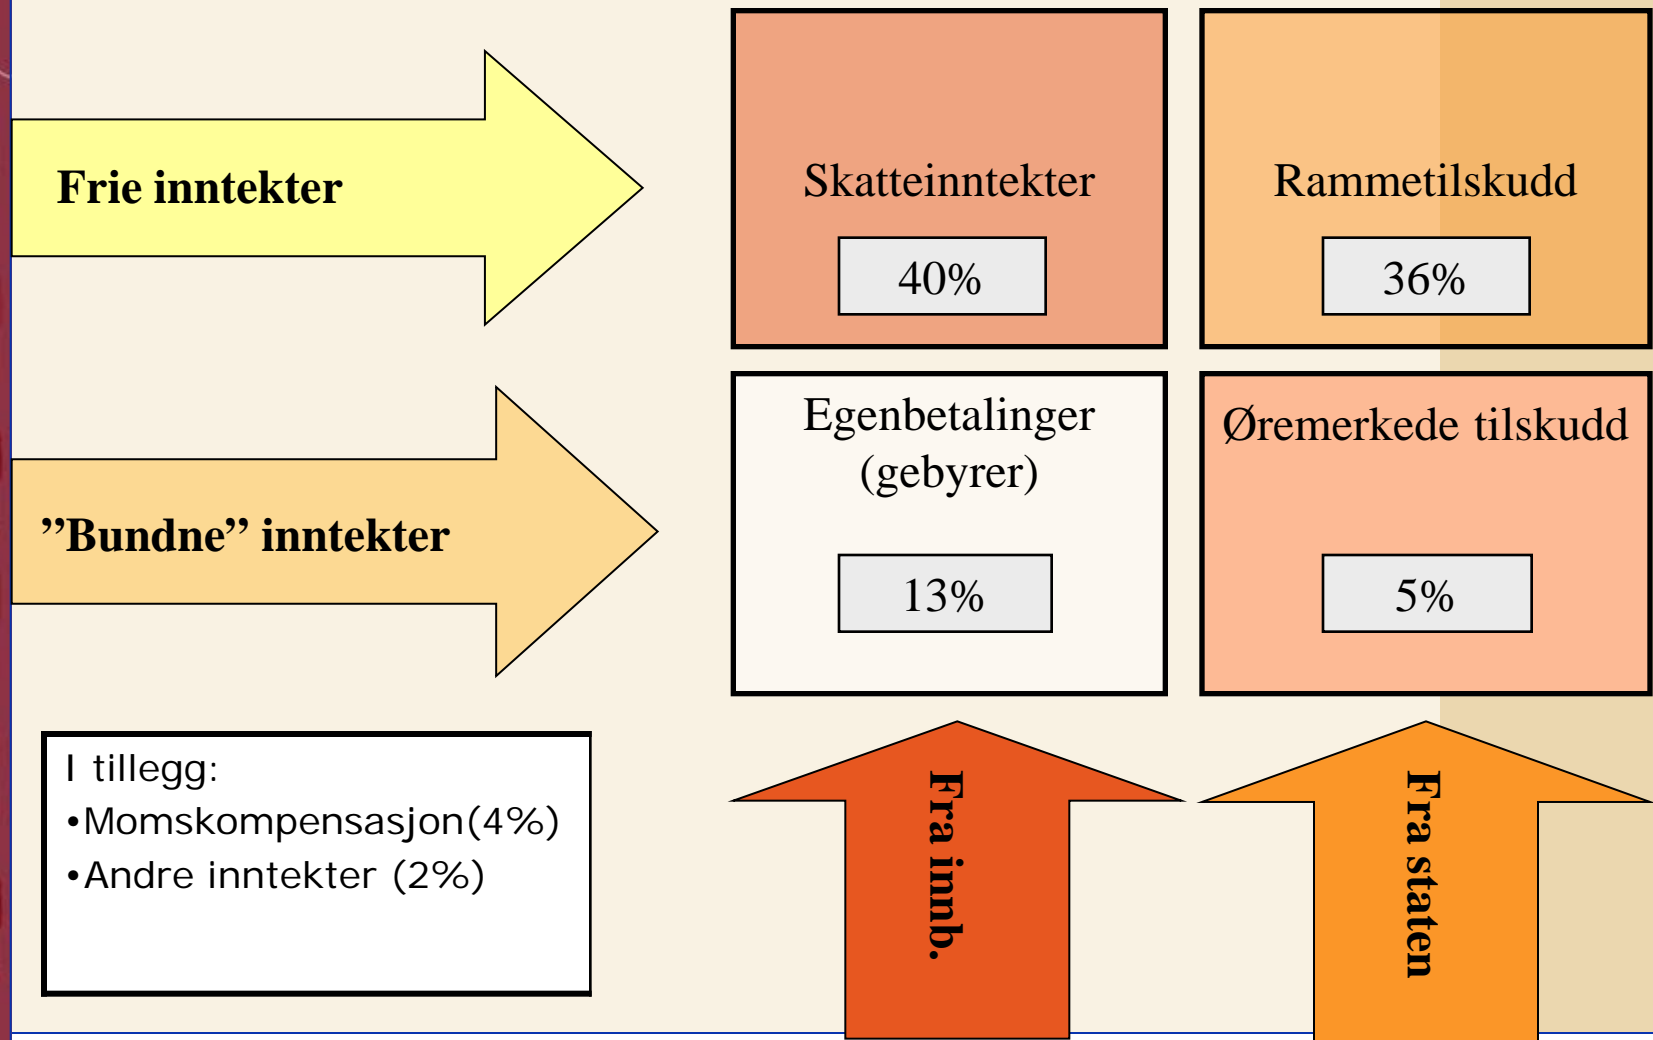 Frie inntekter
Skatteinntekter
40%
Rammetilskudd
36%
”Bundne” inntekter
Egenbetalinger
(gebyrer)
13%
Øremerkede tilskudd
5%
I tillegg:
•Momskompensasjon(4%)
•Andre inntekter (2%)
Fra innb.
Fra staten